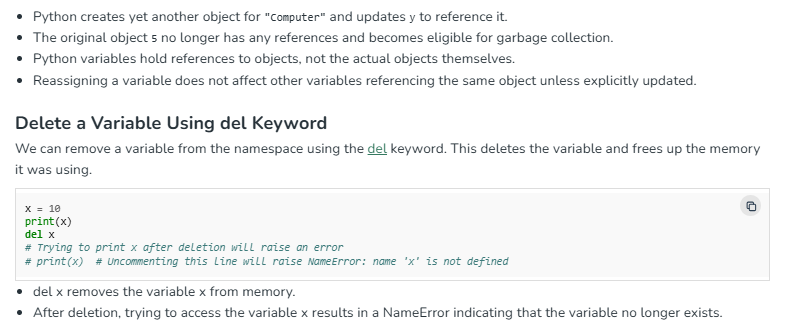 Python creates yet another object for "Computer" and updates y to reference it.
The original object 5 no longer has any references and becomes eligible for garbage collection.
Python variables hold references to objects, not the actual objects themselves.
Reassigning a variable does not affect other variables referencing the same object unless explicitly updated.
Delete a Variable Using del Keyword
We can remove a variable from the namespace using the del keyword. This deletes the variable and frees up the memory
it was using.
x = 10
print(x)
del x
# Trying to print x after deletion will raise an error
# print(x)  # Uncommenting this line will raise NameError: name 'x' is not defined
del x removes the variable x from memory.
After deletion, trying to access the variable x results in a NameError indicating that the variable no longer exists.